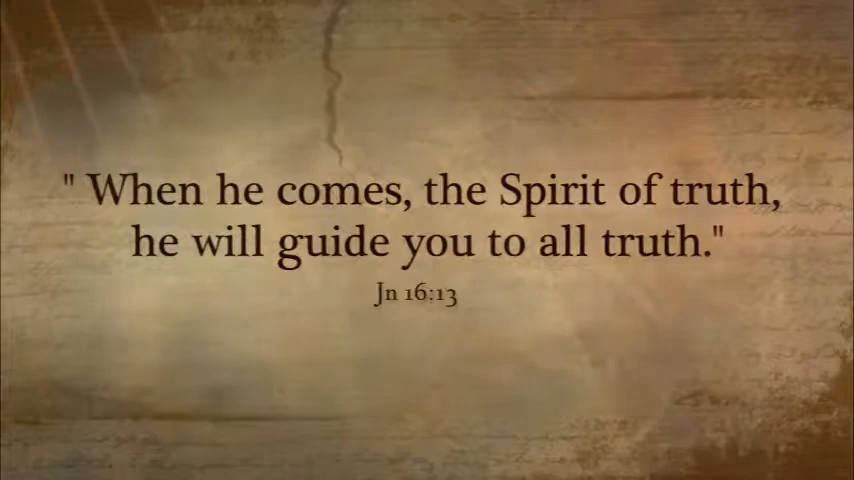 " When he comes, the Spirit of truth,
he will guide you to all truth."
Jn 16:13